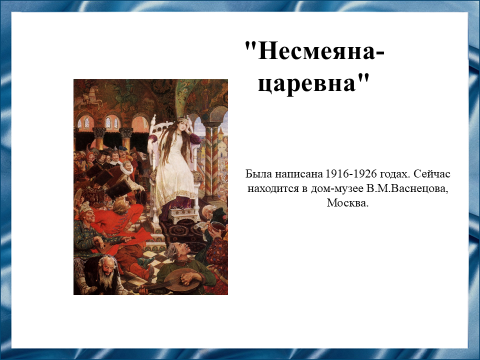 "Несмеяна-
царевна"
Была написана 1916-1926 годах. Сейчас
находится в дом-музее В.М.Васнецова,
Москва.